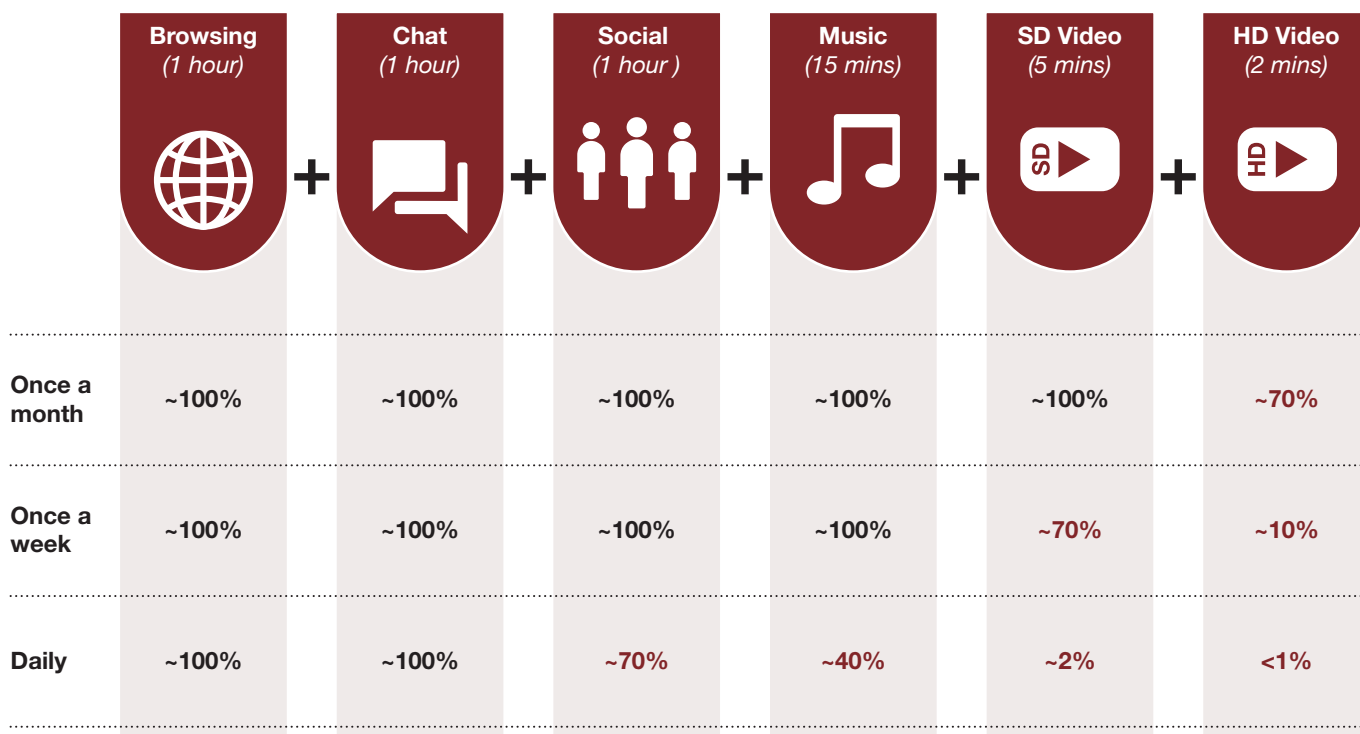 Browsing
(1 hour)
Chat
(1 hour)
Social
(1 hour )
Music
(15 mins)
SD Video
(5 mins)
HD Video
(2 mins)
+ + + + +
SD
HD
Once a
month
~100% ~100% ~100% ~100% ~100% ~70%
Once a
week
~100% ~100% ~100% ~100% ~70% ~10%
Daily ~100% ~100% ~70% ~40% ~2% <1%